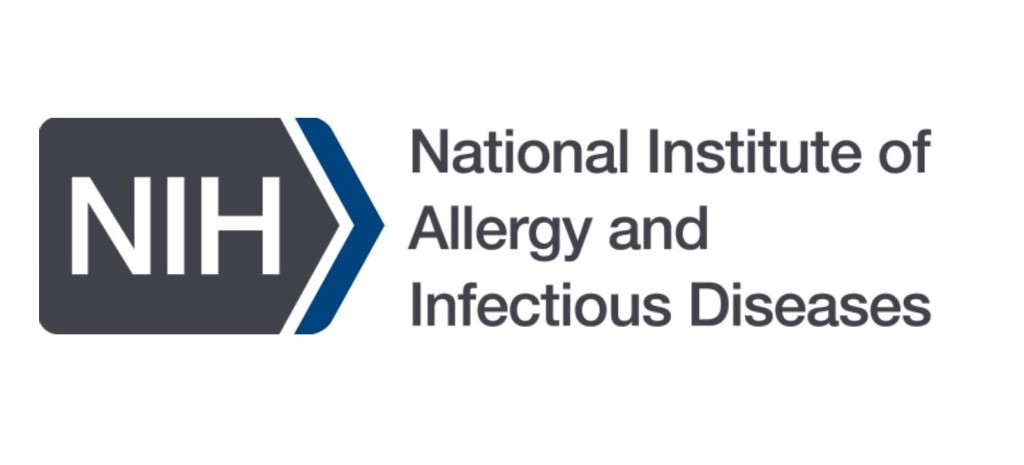 NIH
National Institute of
Allergy and
Infectious Diseases